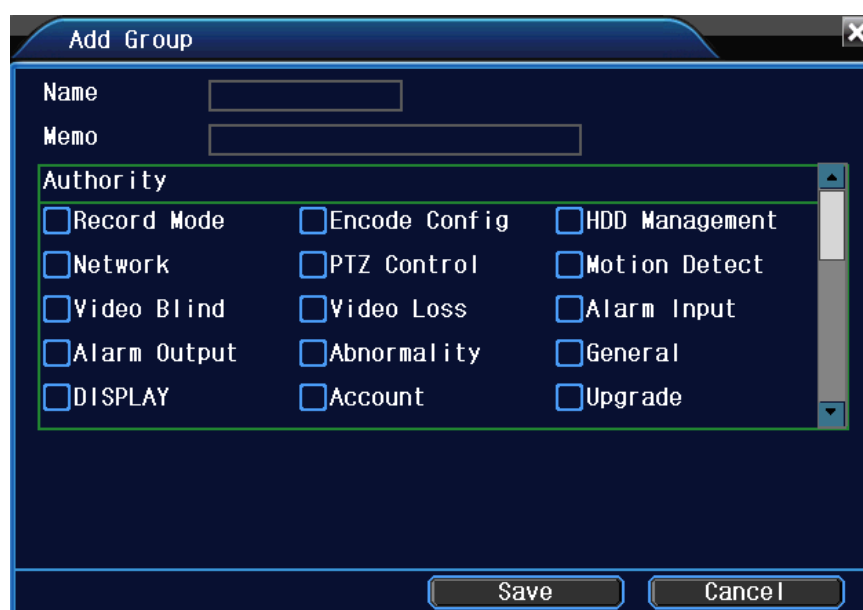 Add Group
Name
Memo
Authority
Record Mode Encode Config HDD Management
Network PTZ Control Motion Detect
Video Blind Video Loss Alarm Input
Alarm Output Abnormality General
DISPLAY Account Upgrade
Save Cancel